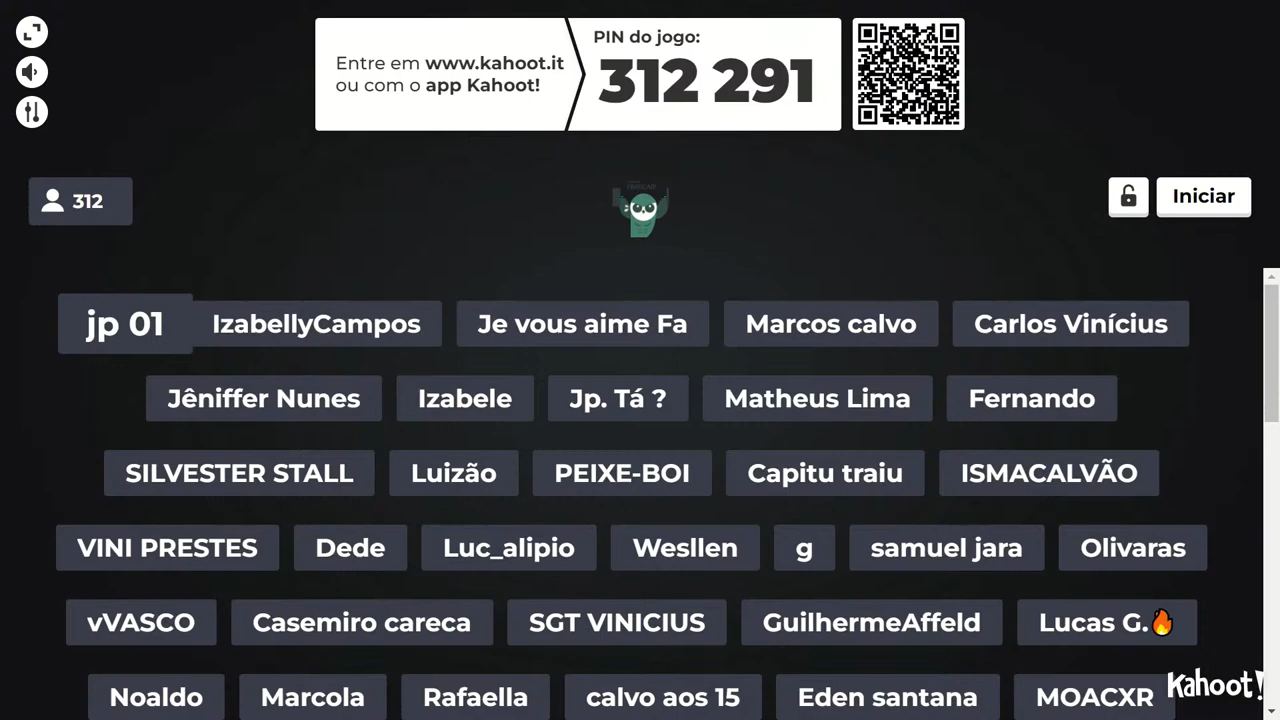 Entre em www.kahoot.it
ou com o app Kahoot!
PIN do jogo:
312 291
312
Iniciar
jp 01 IzabellyCampos Je vous aime Fa Marcos calvo Carlos Vinícius
Jêniffer Nunes Izabele Jp. Tá ? Matheus Lima Fernando
SILVESTER STALL Luizão PEIXE-BOI Capitu traiu ISMACALVÃO
VINI PRESTES Dede Luc_alipio Wesllen g samuel jara Olivaras
vVASCO Casemiro careca SGT VINICIUS GuilhermeAffeld Lucas G.🔥
Noaldo Marcola Rafaella calvo aos 15 Eden santana MOACXR
Kahoot!